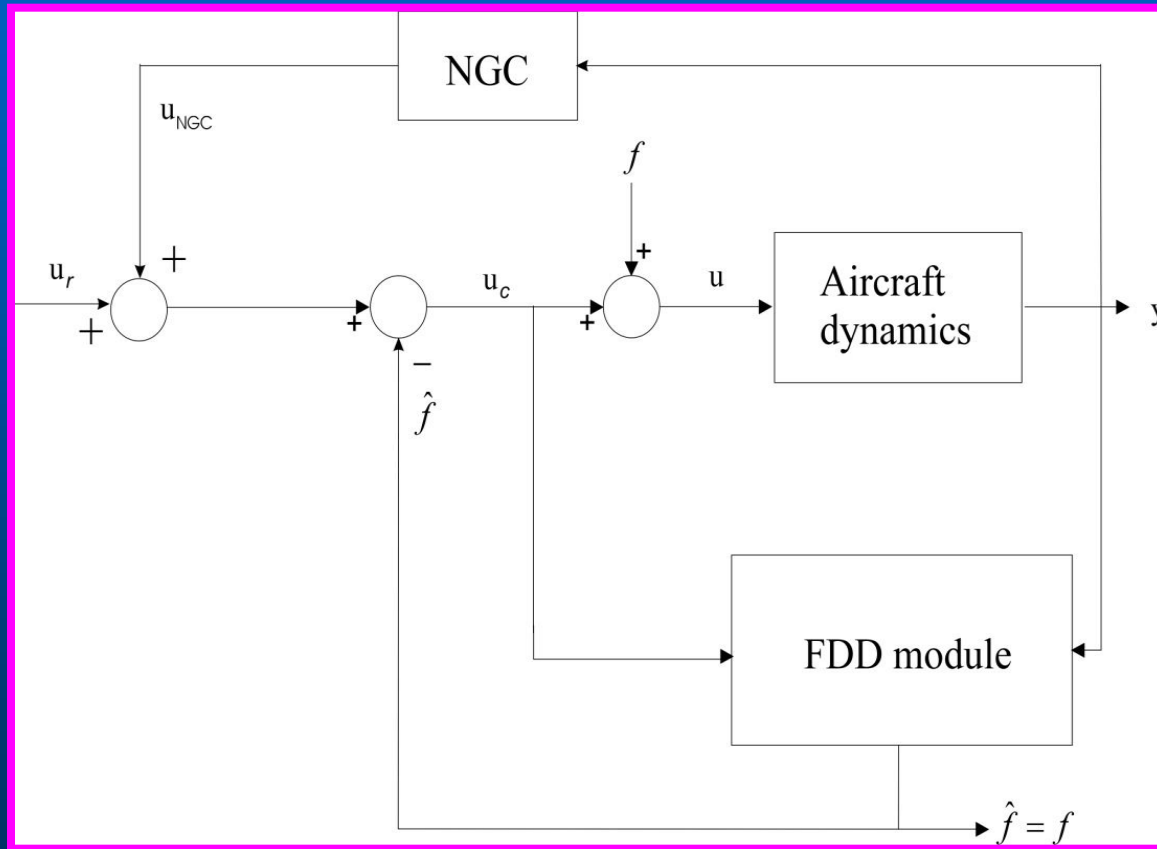 NGC
u_NGC
f
+
+
u_r
u_c
u
Aircraft
dynamics
y
+
+
+
−
f̂
FDD module
f̂ = f